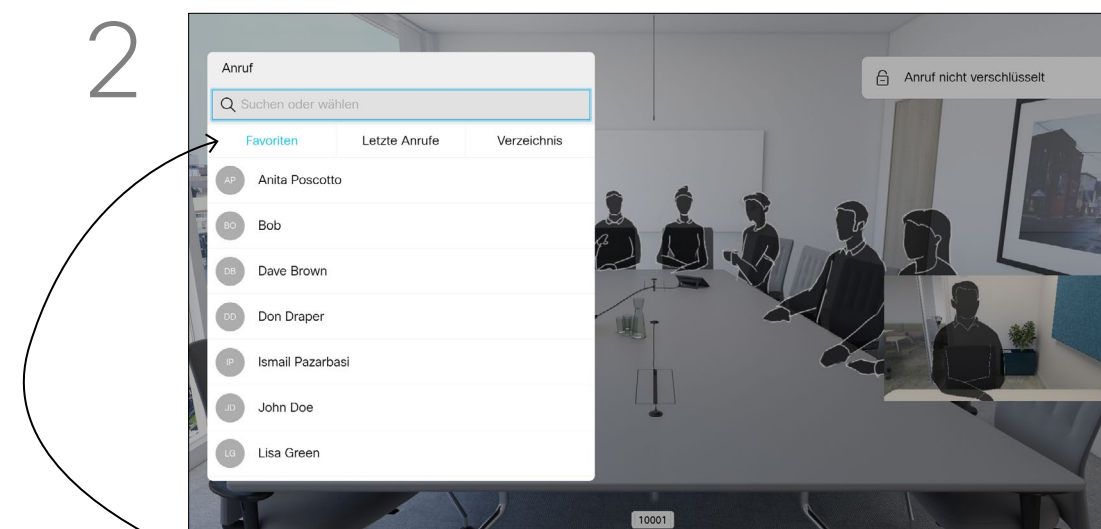 2
Anruf
Suchen oder wählen
Favoriten Letzte Anrufe Verzeichnis
AP Anita Poscotto
BO Bob
DB Dave Brown
DD Don Draper
IP Ismail Pazarbasi
JD John Doe
LG Lisa Green
Anruf nicht verschlüsselt
10001